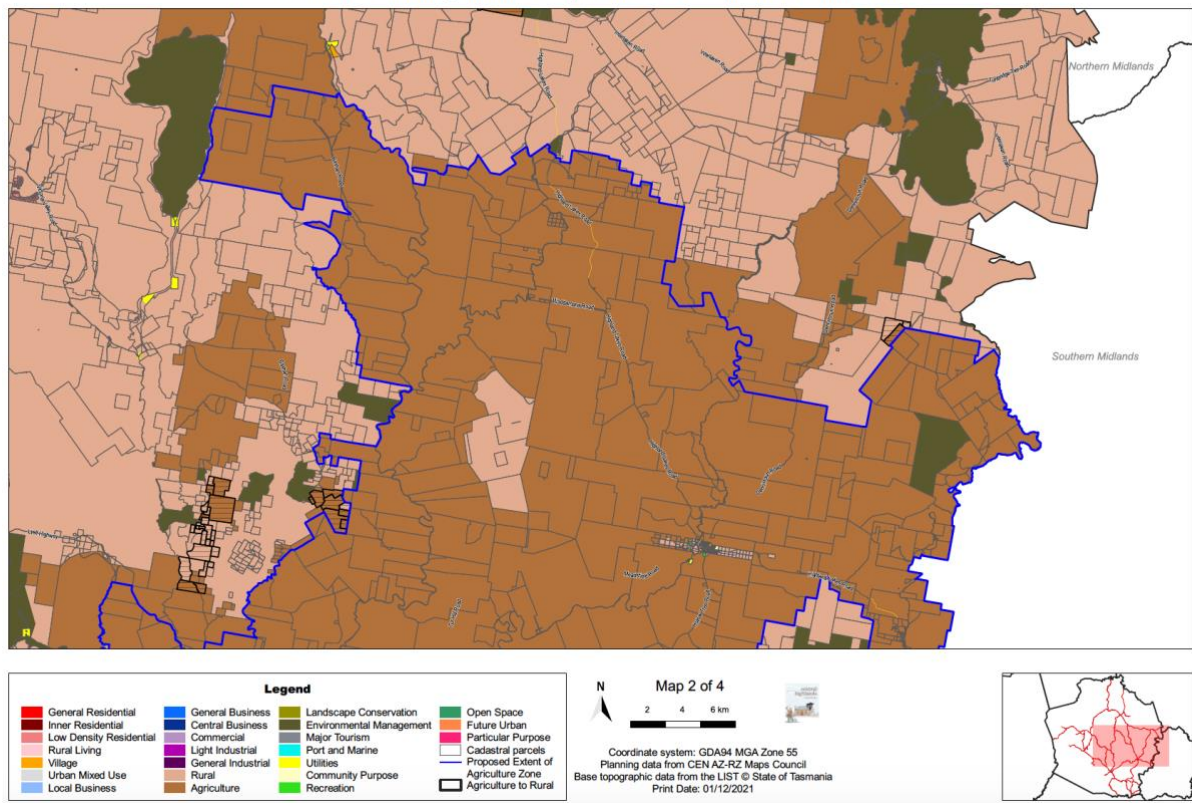 Northern Midlands
Southern Midlands
Legend
General Residential
Inner Residential
Low Density Residential
Rural Living
Village
Urban Mixed Use
Local Business
General Business
Central Business
Commercial
Light Industrial
General Industrial
Rural
Agriculture
Landscape Conservation
Environmental Management
Major Tourism
Port and Marine
Utilities
Community Purpose
Recreation
Open Space
Future Urban
Particular Purpose
Cadastral parcels
Proposed Extent of
Agriculture Zone
Agriculture to Rural
N
Map 2 of 4
2 4 6 km
Coordinate system: GDA94 MGA Zone 55
Planning data from CEN AZ-RZ Maps Council
Base topographic data from the LIST © State of Tasmania
Print Date: 01/12/2021